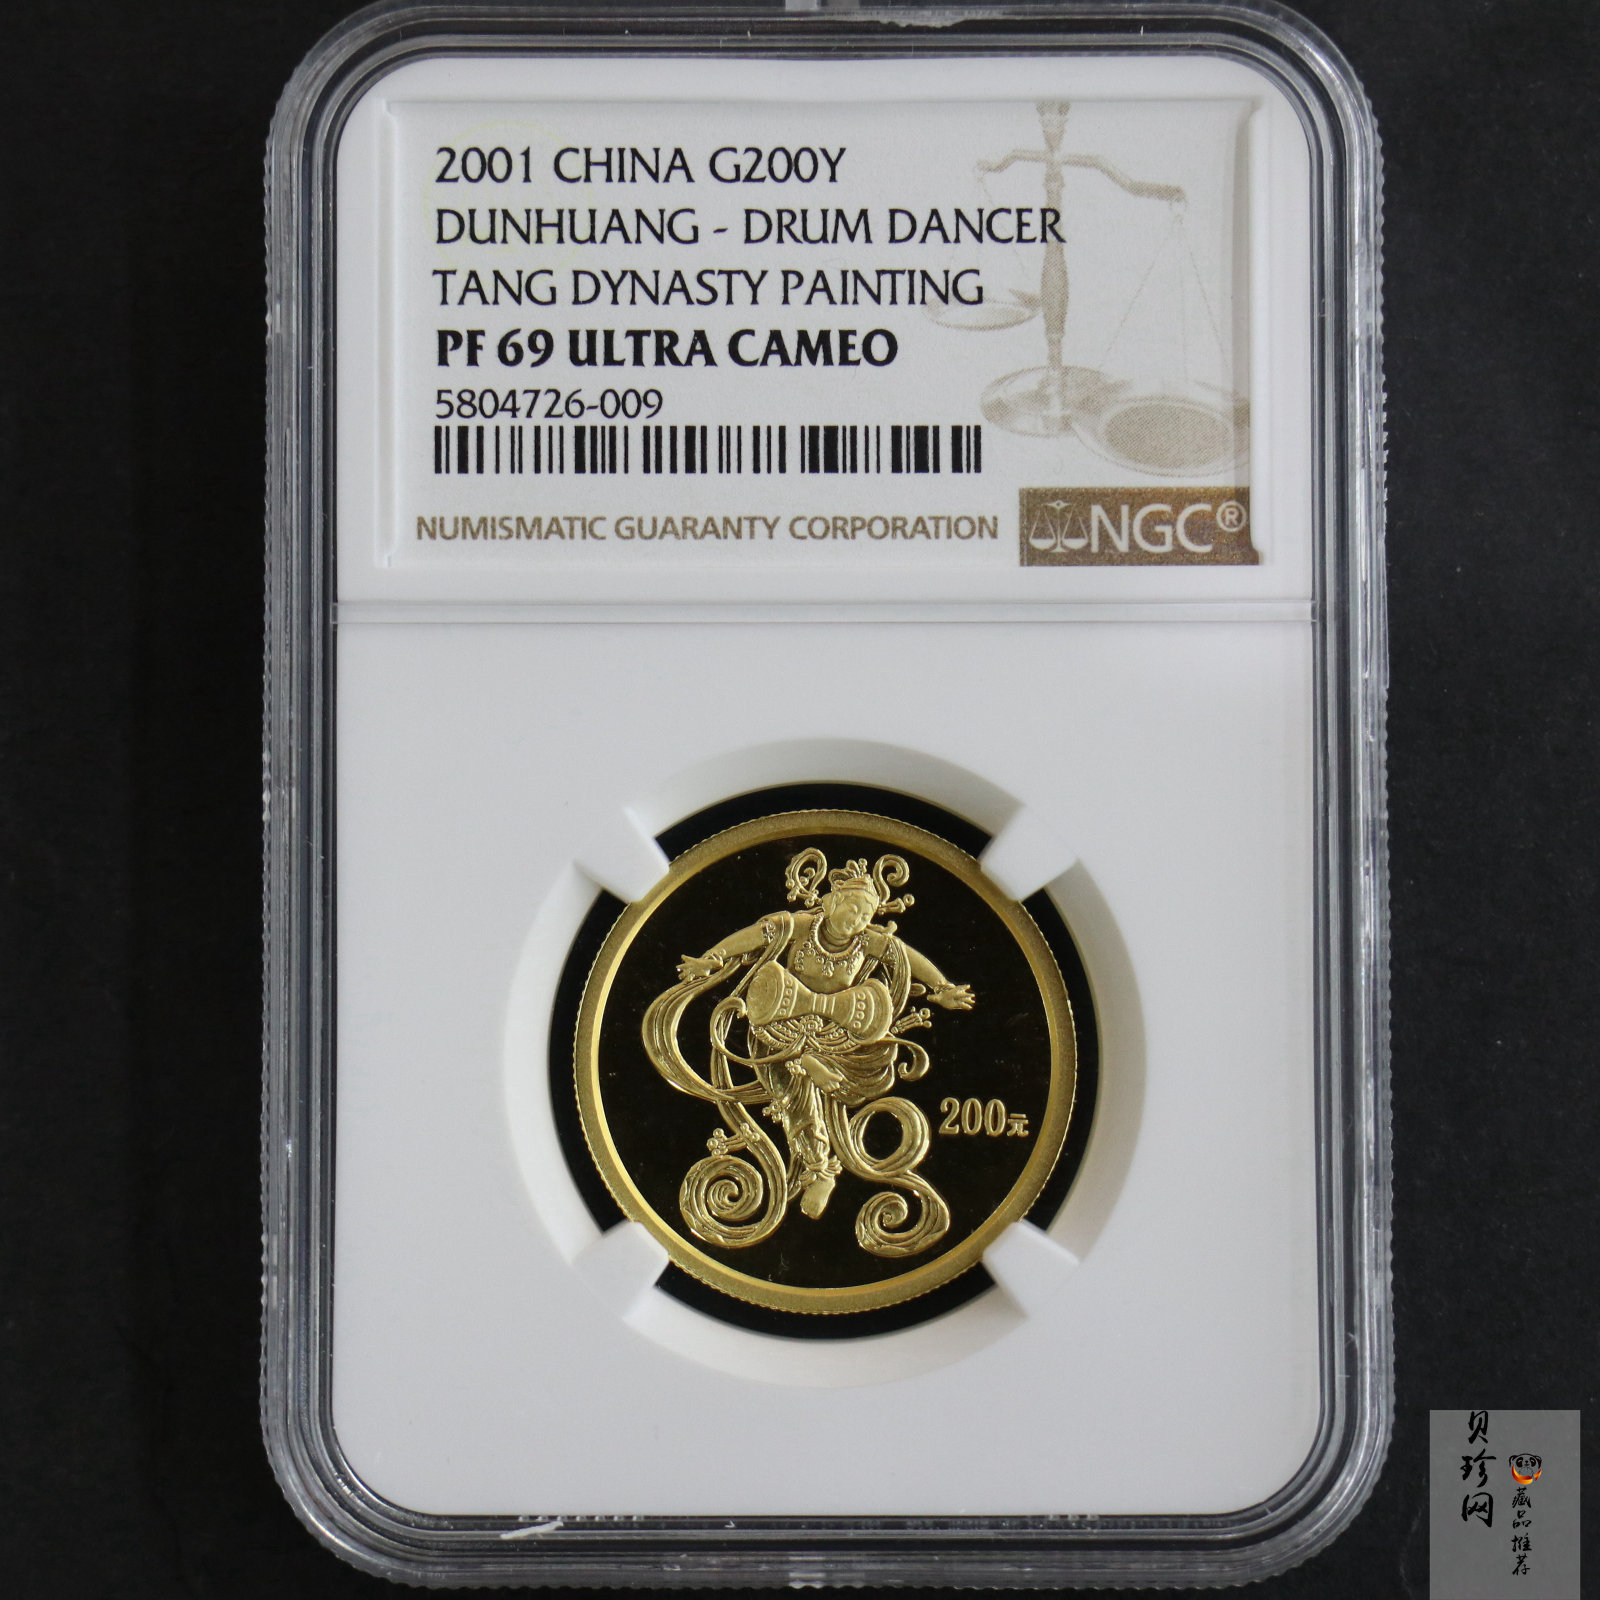 2001 CHINA G200Y
DUNHUANG - DRUM DANCER
TANG DYNASTY PAINTING
PF 69 ULTRA CAMEO
5804726-009
NUMISMATIC GUARANTY CORPORATION
NGC®
200元
贝珍网
藏品推荐